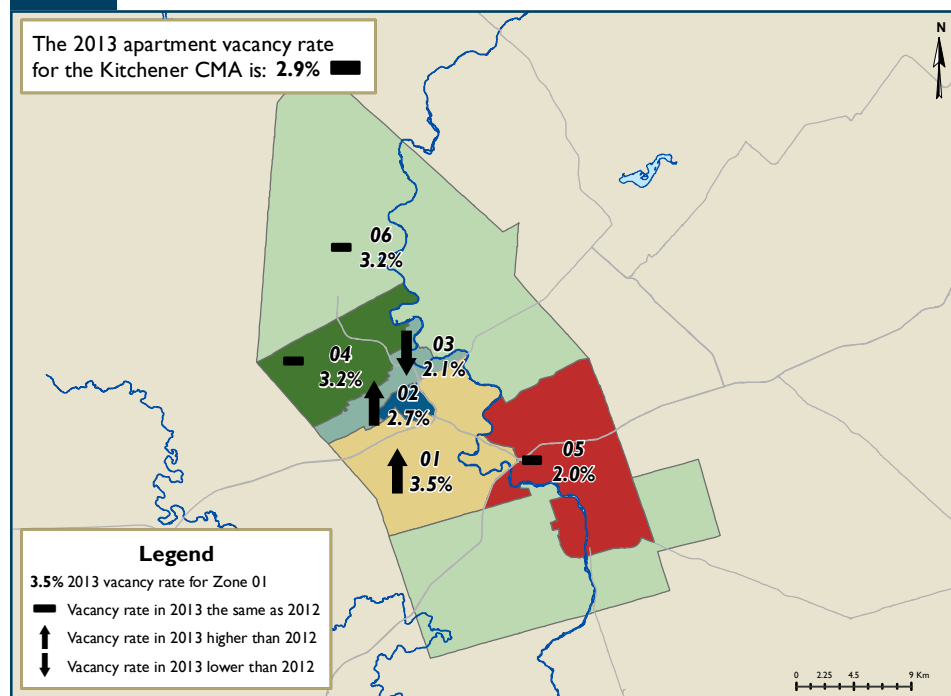 The 2013 apartment vacancy rate
for the Kitchener CMA is: 2.9%
N
06
3.2%
03
2.1%
04
3.2%
02
2.7%
01
3.5%
05
2.0%
Legend
3.5% 2013 vacancy rate for Zone 01
Vacancy rate in 2013 the same as 2012
Vacancy rate in 2013 higher than 2012
Vacancy rate in 2013 lower than 2012
0 2.25 4.5 9 Km